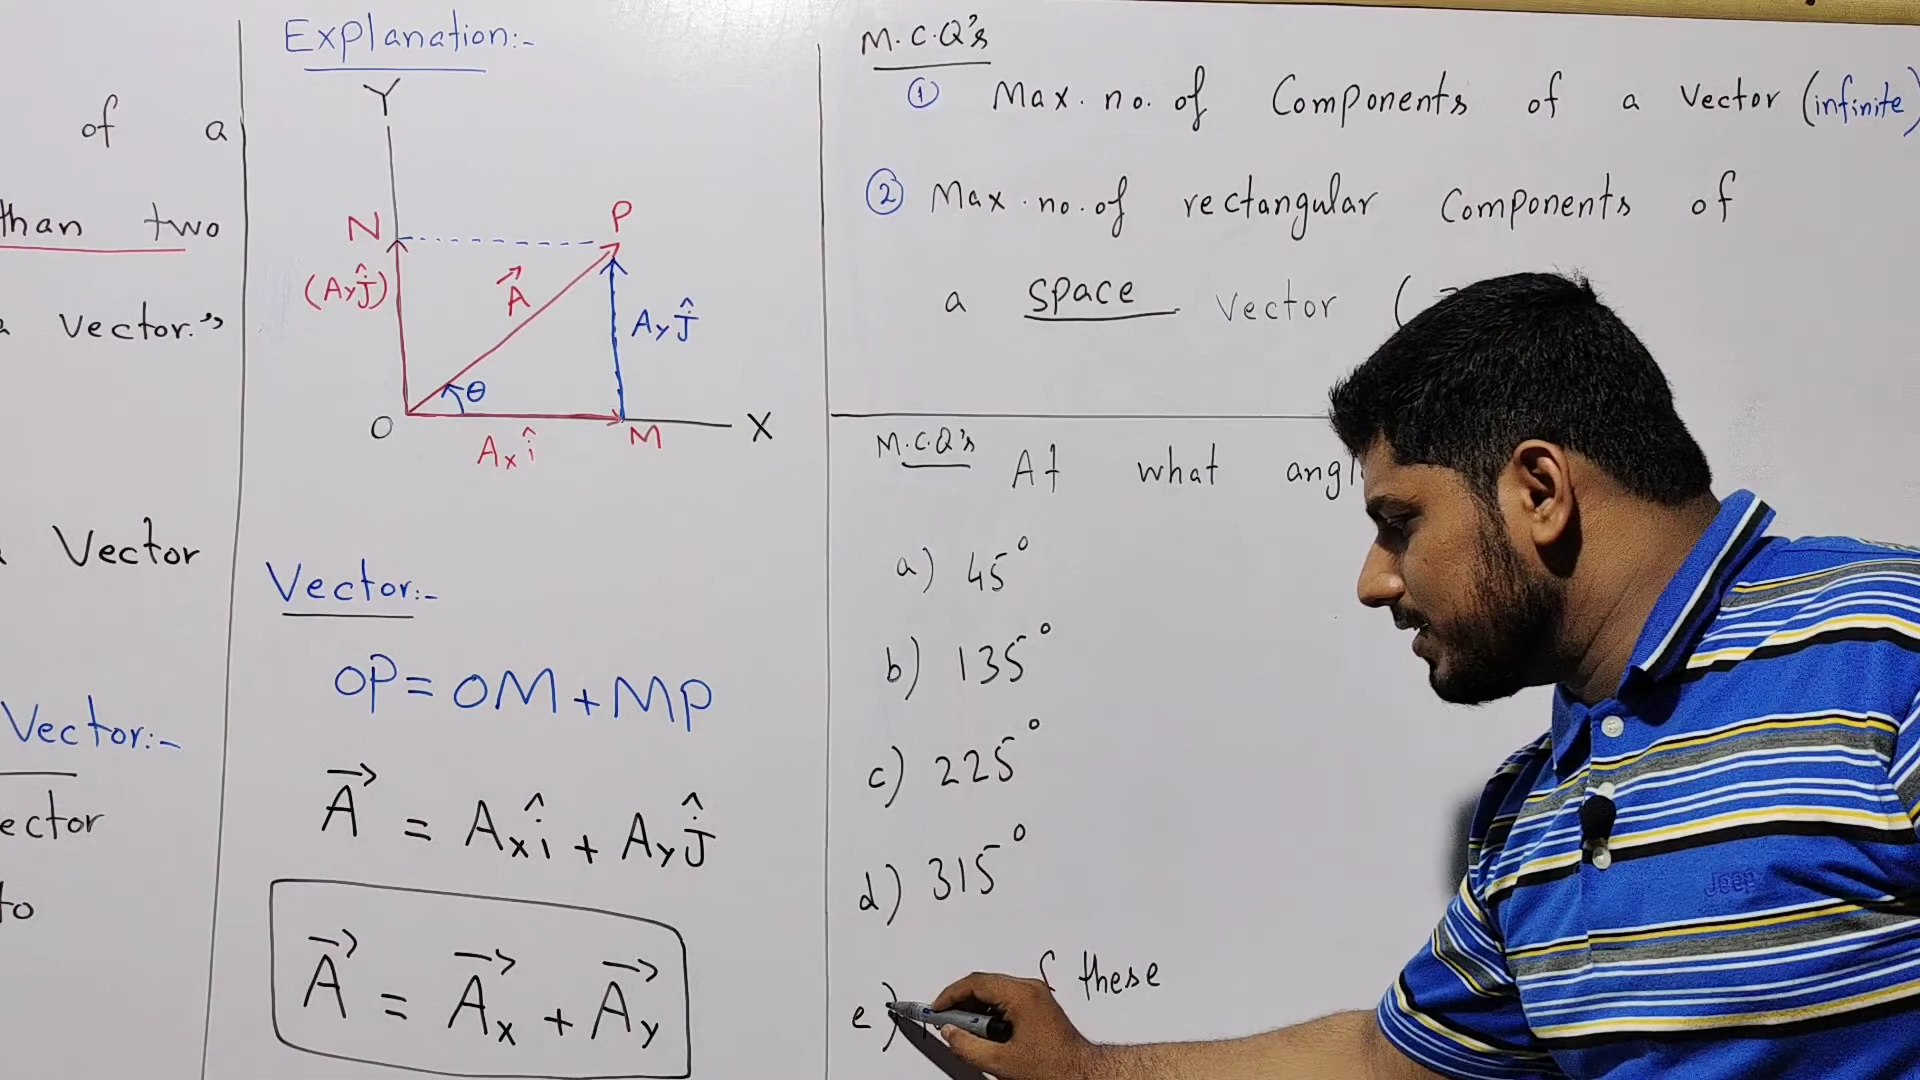 of a
than two
a Vector.”
Vector
Vector:-
ector
to
Explanation:-
Y
N
P
(Ayĵ)
A
Ayĵ
θ
O
M
X
Axî
Vector:-
OP = OM + MP
A = Axî + Ayĵ
A = Ax + Ay
M.C.Q's
① Max. no. of Components of a Vector (infinite)
② Max. no. of rectangular Components of
a space Vector (
M.C.Q's At what angl
a) 45°
b) 135°
c) 225°
d) 315°
e) f these
Jeep